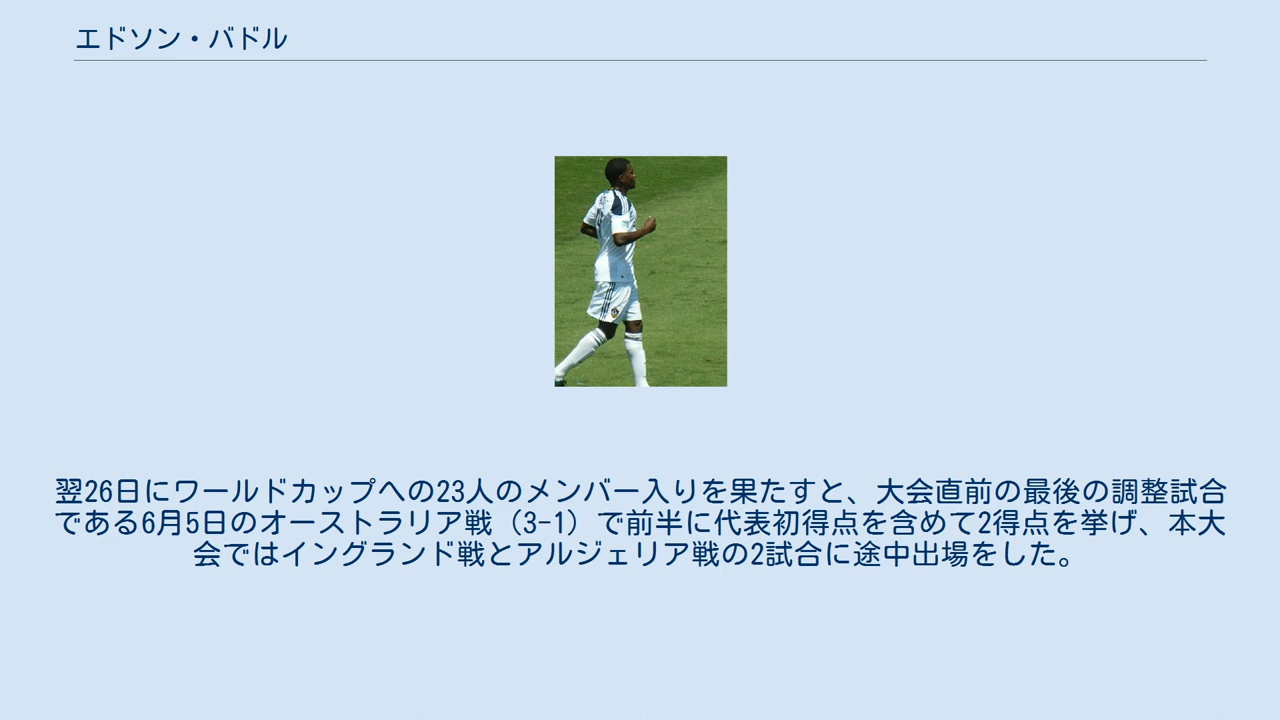 エドソン・バドル
翌26日にワールドカップへの23人のメンバー入りを果たすと、大会直前の最後の調整試合
である6月5日のオーストラリア戦（3-1）で前半に代表初得点を含めて2得点を挙げ、本大
会ではイングランド戦とアルジェリア戦の2試合に途中出場をした。